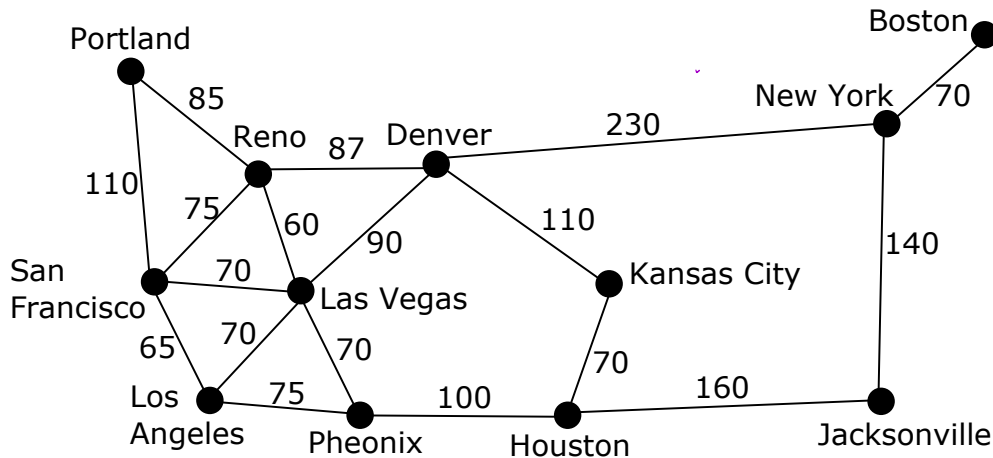 Boston
Portland
70
New York
85
230
Reno
Denver
87
110
75
60
110
90
140
San
Francisco
70
Kansas City
Las Vegas
65
70
70
70
Los
Angeles
75
100
160
Pheonix
Houston
Jacksonville